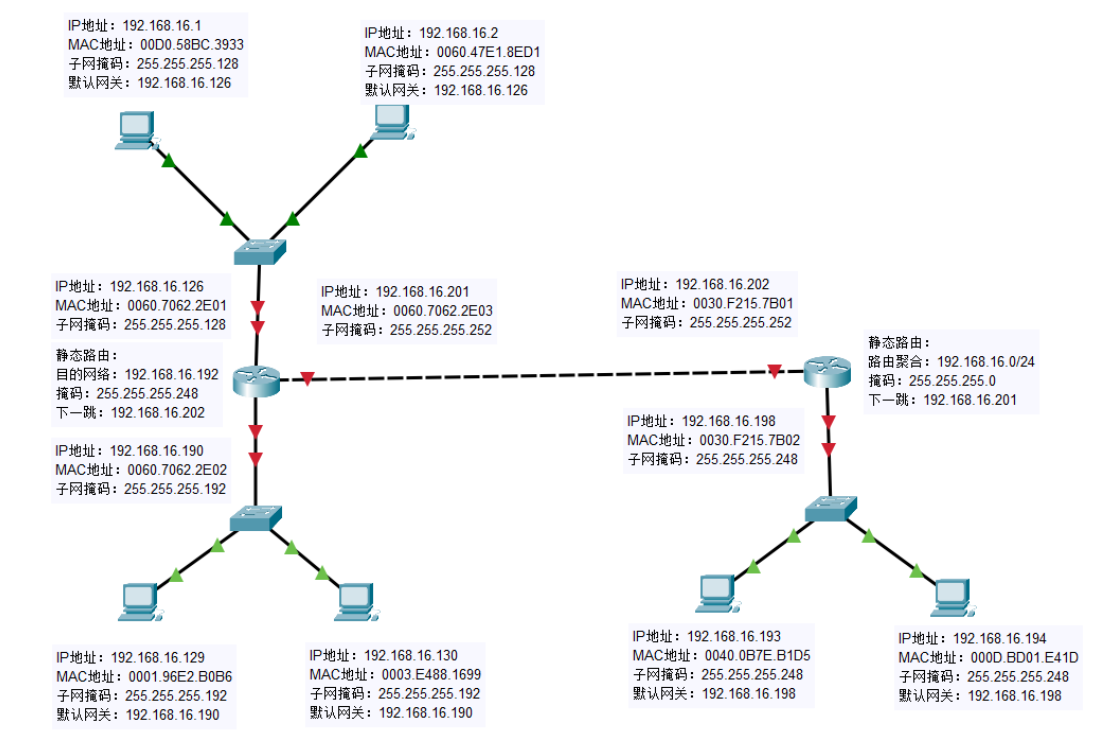 IP地址：192.168.16.1
MAC地址：00D0.58BC.3933
子网掩码：255.255.255.128
默认网关：192.168.16.126
IP地址：192.168.16.2
MAC地址：0060.47E1.8ED1
子网掩码：255.255.255.128
默认网关：192.168.16.126
IP地址：192.168.16.126
MAC地址：0060.7062.2E01
子网掩码：255.255.255.128
IP地址：192.168.16.201
MAC地址：0060.7062.2E03
子网掩码：255.255.255.252
IP地址：192.168.16.202
MAC地址：0030.F215.7B01
子网掩码：255.255.255.252
静态路由：
目的网络：192.168.16.192
掩码：255.255.255.248
下一跳：192.168.16.202
静态路由：
路由聚合：192.168.16.0/24
掩码：255.255.255.0
下一跳：192.168.16.201
IP地址：192.168.16.190
MAC地址：0060.7062.2E02
子网掩码：255.255.255.192
IP地址：192.168.16.198
MAC地址：0030.F215.7B02
子网掩码：255.255.255.248
IP地址：192.168.16.129
MAC地址：0001.96E2.B0B6
子网掩码：255.255.255.192
默认网关：192.168.16.190
IP地址：192.168.16.130
MAC地址：0003.E488.1699
子网掩码：255.255.255.192
默认网关：192.168.16.190
IP地址：192.168.16.193
MAC地址：0040.0B7E.B1D5
子网掩码：255.255.255.248
默认网关：192.168.16.198
IP地址：192.168.16.194
MAC地址：000D.BD01.E41D
子网掩码：255.255.255.248
默认网关：192.168.16.198